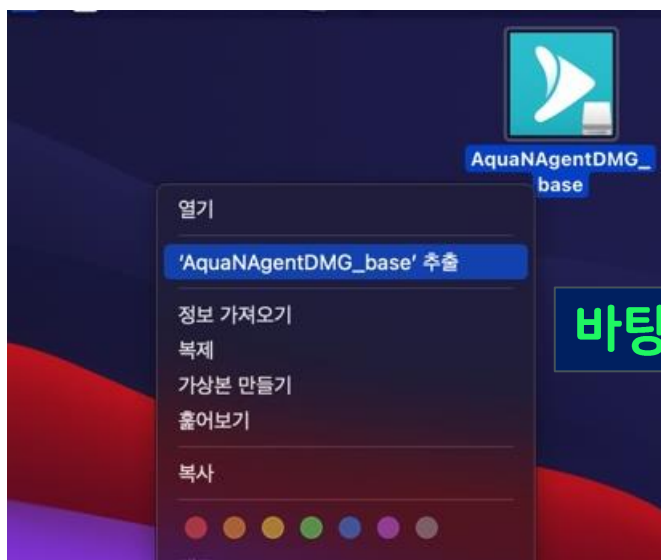 AquaNAgentDMG_
base
열기
‘AquaNAgentDMG_base’ 추출
정보 가져오기
복제
가상본 만들기
훑어보기
복사
바탕